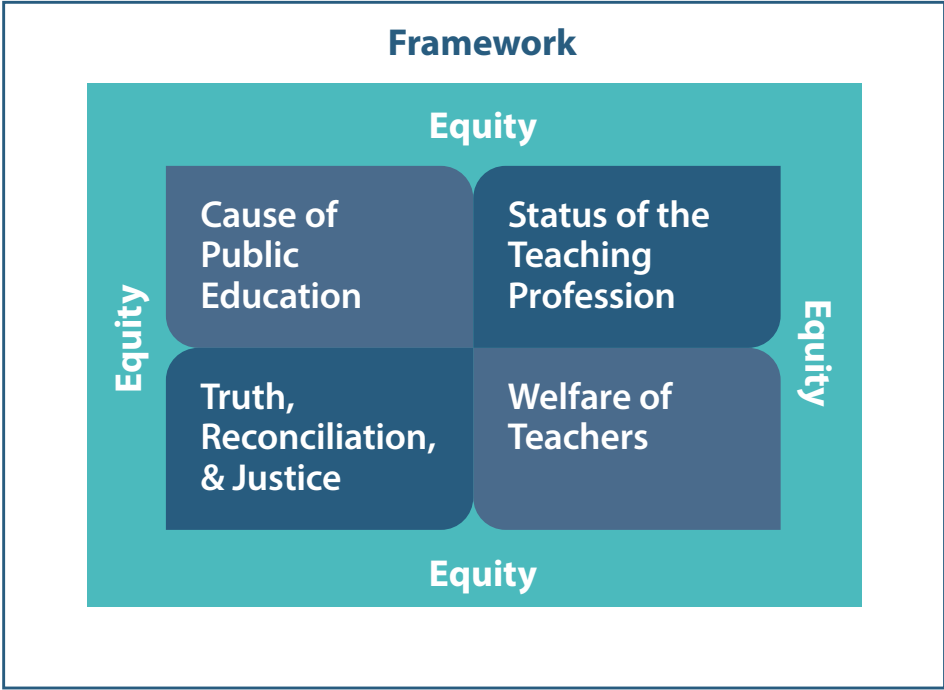 Framework
Equity
Cause of
Public
Education
Status of the
Teaching
Profession
Equity
Equity
Truth,
Reconciliation,
& Justice
Welfare of
Teachers
Equity